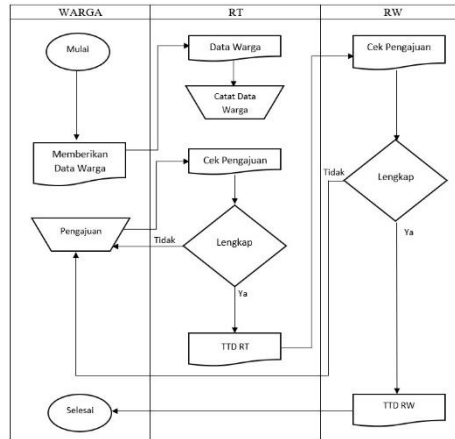 WARGA
RT
RW
Mulai
Data Warga
Cek Pengajuan
Catat Data
Warga
Memberikan
Data Warga
Cek Pengajuan
Pengajuan
Tidak
Lengkap
Tidak
Lengkap
Ya
Ya
TTD RT
Selesai
TTD RW